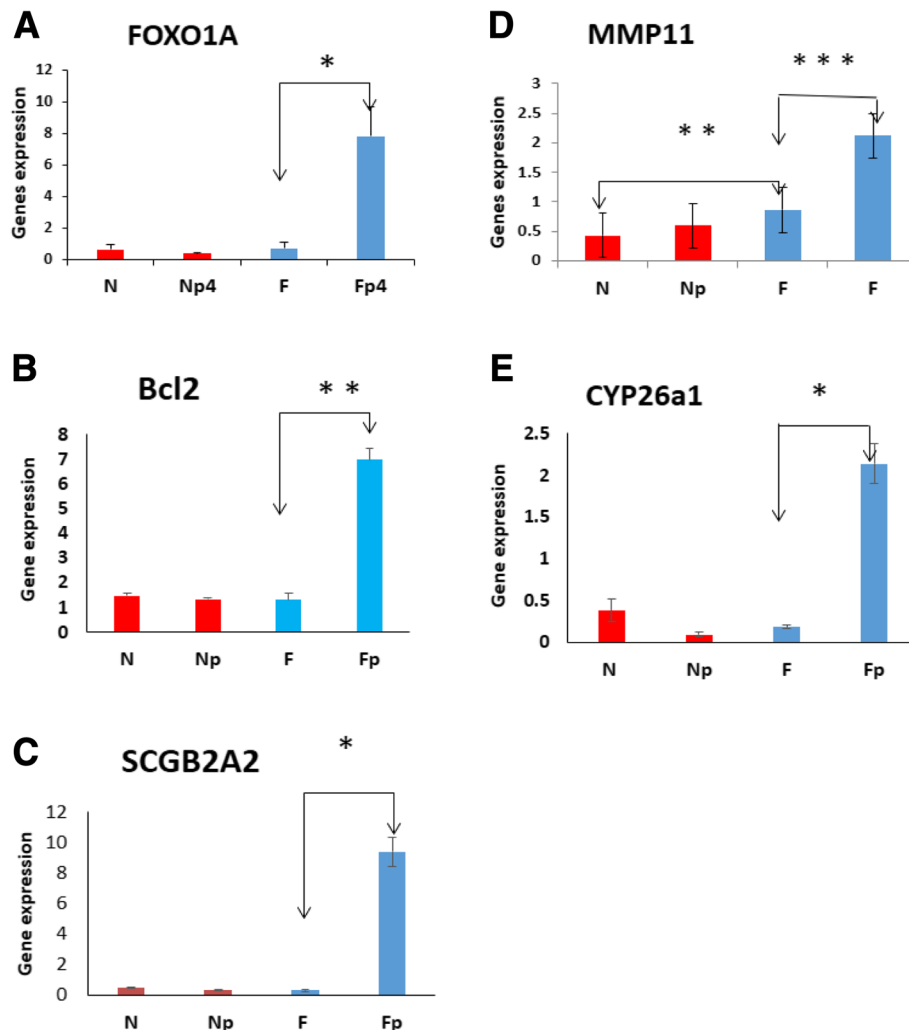 A
FOXO1A
*
Genes expression
12
10
8
6
4
2
0
N Np4 F Fp4
B
Bcl2
* *
Gene expression
8
7
6
5
4
3
2
1
0
N Np F Fp
C
SCGB2A2
*
Gene expression
12
10
8
6
4
2
0
N Np F Fp
D
MMP11
* * *
* *
Genes expression
3
2.5
2
1.5
1
0.5
0
N Np F F
E
CYP26a1
*
Gene expression
2.5
2
1.5
1
0.5
0
N Np F Fp